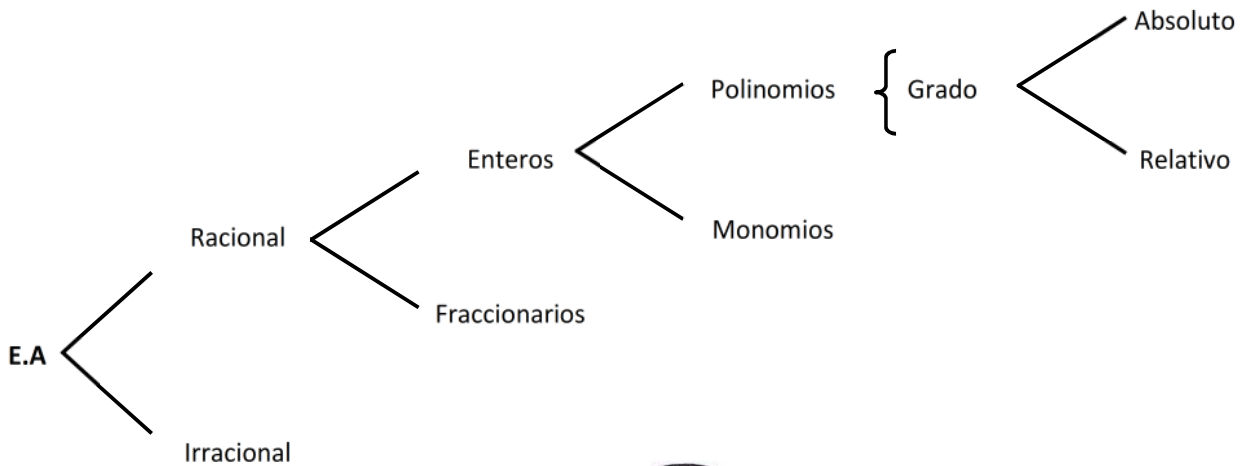 Absoluto
Polinomios { Grado
Relativo
Enteros
Monomios
Racional
Fraccionarios
E.A
Irracional